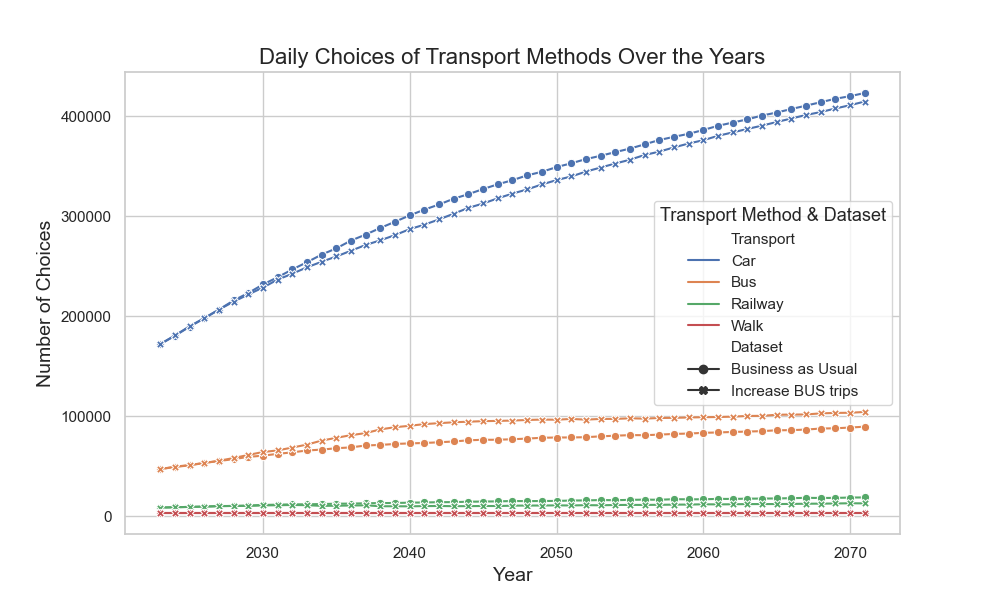 Daily Choices of Transport Methods Over the Years
400000
300000
200000
100000
0
Number of Choices
Transport Method & Dataset
Transport
Car
Bus
Railway
Walk
Dataset
Business as Usual
Increase BUS trips
2030 2040 2050 2060 2070
Year